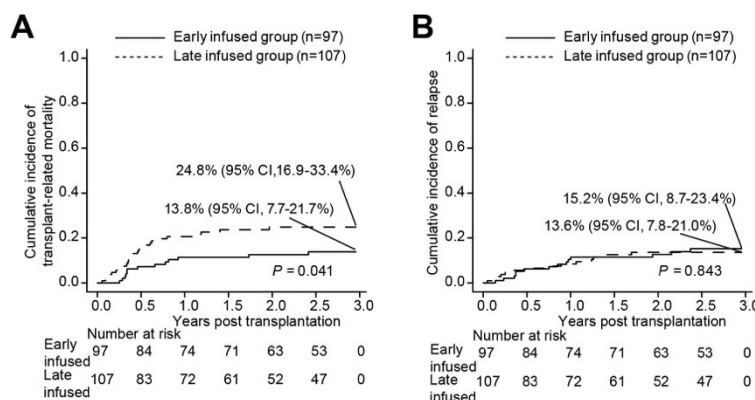 A
Early infused group (n=97)
Late infused group (n=107)
Cumulative incidence of
transplant-related mortality
1.0
0.8
0.6
0.4
0.2
0.0
24.8% (95% CI,16.9-33.4%)
13.8% (95% CI, 7.7-21.7%)
P = 0.041
0.0 0.5 1.0 1.5 2.0 2.5 3.0
Years post transplantation
Number at risk
Early
infused
97 84 74 71 63 53 0
Late
infused
107 83 72 61 52 47 0
B
Early infused group (n=97)
Late infused group (n=107)
Cumulative incidence of relapse
1.0
0.8
0.6
0.4
0.2
0.0
15.2% (95% CI, 8.7-23.4%)
13.6% (95% CI, 7.8-21.0%)
P = 0.843
0.0 0.5 1.0 1.5 2.0 2.5 3.0
Years post transplantation
Number at risk
Early
infused
97 84 74 71 63 53 0
Late
infused
107 83 72 61 52 47 0